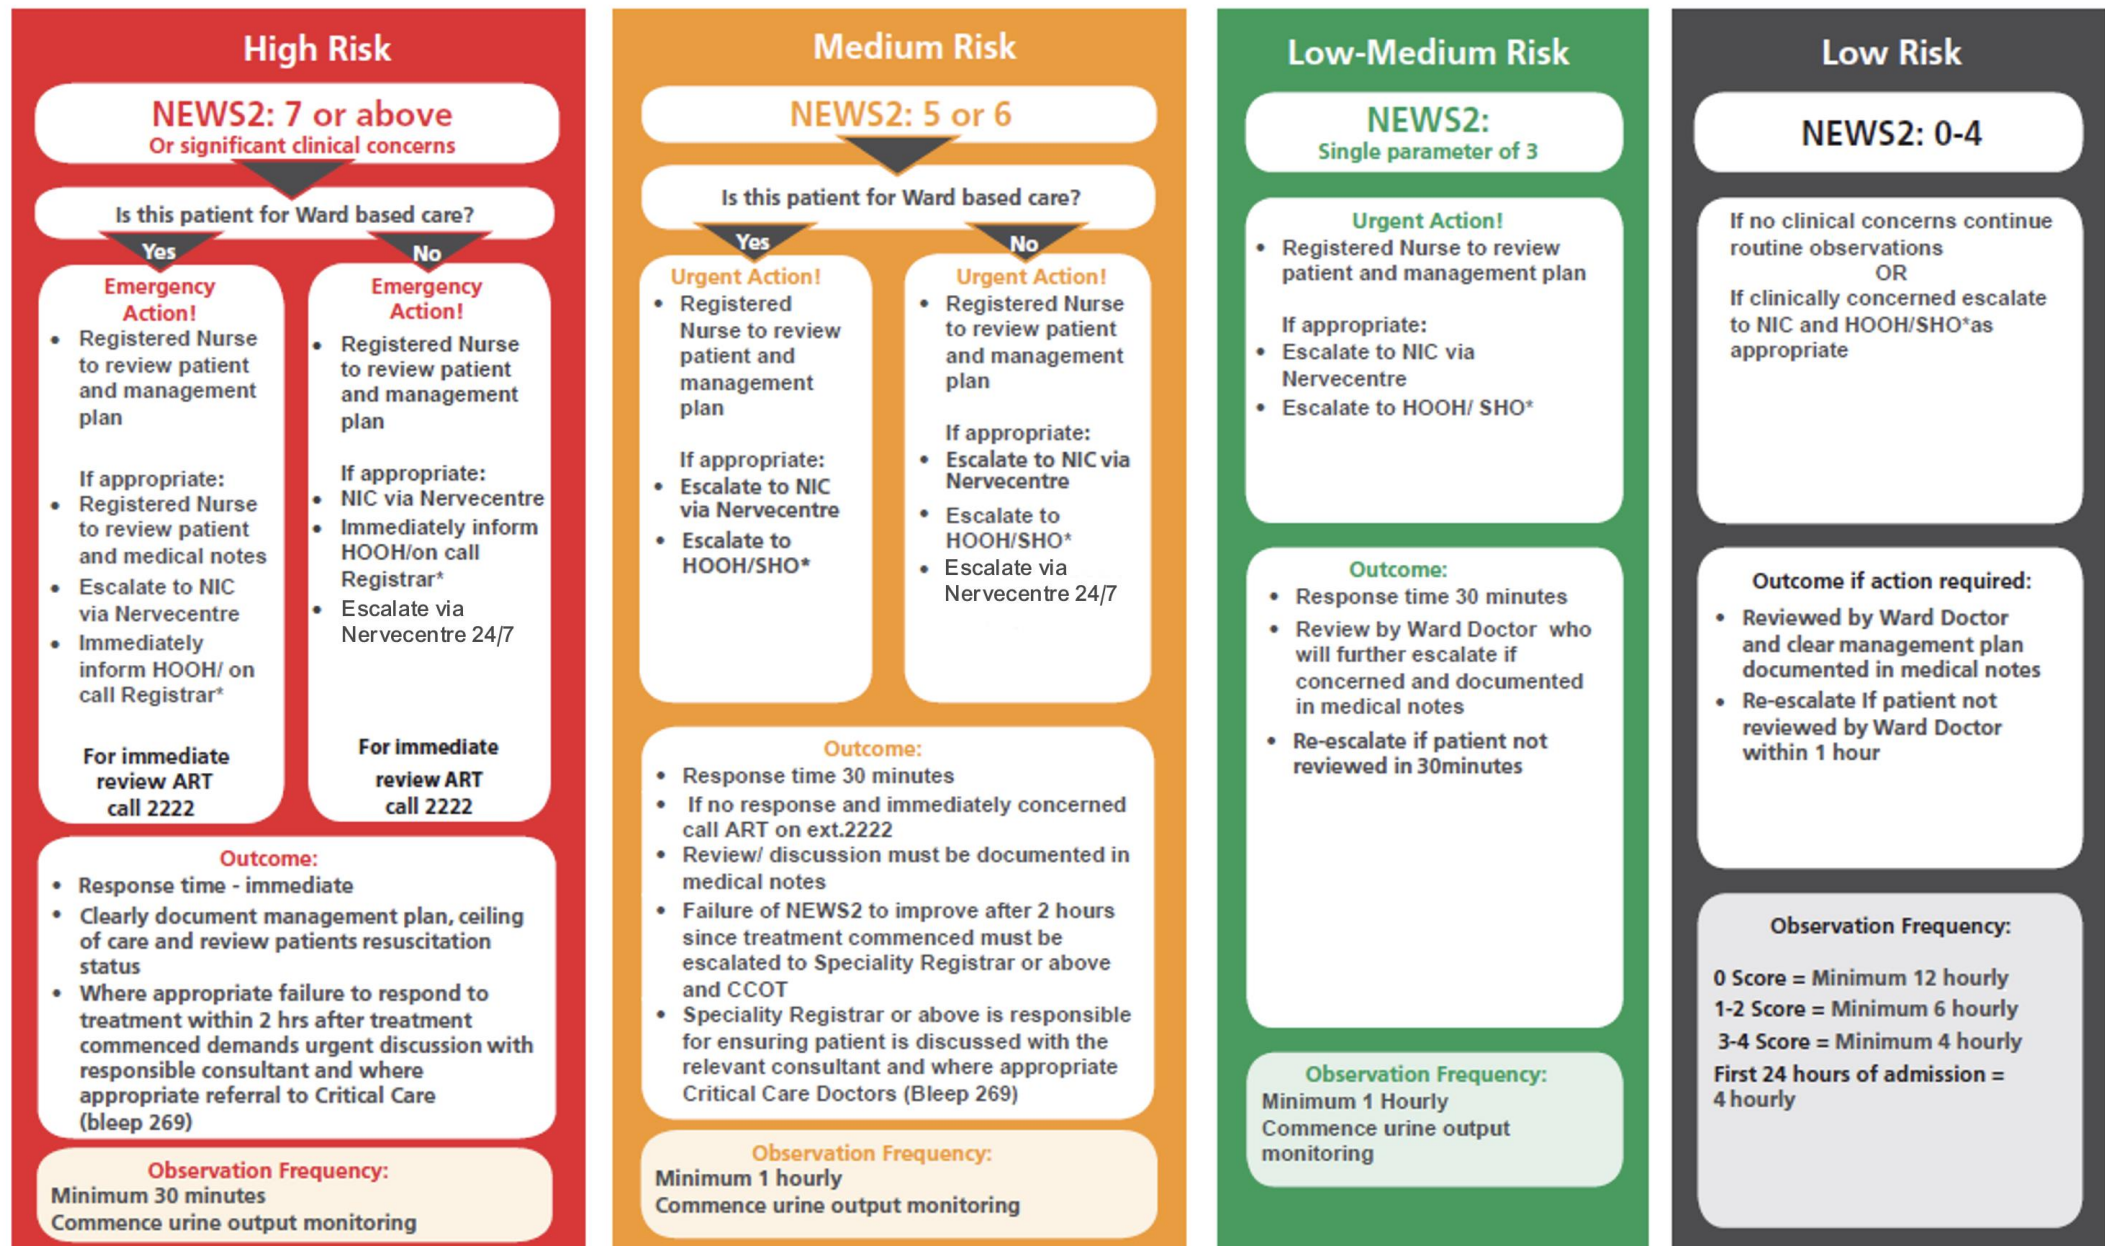 High Risk
NEWS2: 7 or above
Or significant clinical concerns
Is this patient for Ward based care?
Yes
No
Emergency
Action!
• Registered Nurse
to review patient
and management
plan
If appropriate:
• Registered Nurse
to review patient
and medical notes
• Escalate to NIC
via Nervecentre
• Immediately
inform HOOH/ on
call Registrar*
For immediate
review ART
call 2222
Emergency
Action!
• Registered Nurse
to review patient
and management
plan
If appropriate:
• NIC via Nervecentre
• Immediately inform
HOOH/on call
Registrar*
• Escalate via
Nervecentre 24/7
For immediate
review ART
call 2222
Outcome:
• Response time - immediate
• Clearly document management plan, ceiling
of care and review patients resuscitation
status
• Where appropriate failure to respond to
treatment within 2 hrs after treatment
commenced demands urgent discussion with
responsible consultant and where
appropriate referral to Critical Care
(bleep 269)
Observation Frequency:
Minimum 30 minutes
Commence urine output monitoring
Medium Risk
NEWS2: 5 or 6
Is this patient for Ward based care?
Yes
No
Urgent Action!
• Registered
Nurse to review
patient and
management
plan
If appropriate:
• Escalate to NIC
via Nervecentre
• Escalate to
HOOH/SHO*
Urgent Action!
• Registered Nurse
to review patient
and management
plan
If appropriate:
• Escalate to NIC via
Nervecentre
• Escalate to
HOOH/SHO*
• Escalate via
Nervecentre 24/7
Outcome:
• Response time 30 minutes
• If no response and immediately concerned
call ART on ext.2222
• Review/ discussion must be documented in
medical notes
• Failure of NEWS2 to improve after 2 hours
since treatment commenced must be
escalated to Speciality Registrar or above
and CCOT
• Speciality Registrar or above is responsible
for ensuring patient is discussed with the
relevant consultant and where appropriate
Critical Care Doctors (Bleep 269)
Observation Frequency:
Minimum 1 hourly
Commence urine output monitoring
Low-Medium Risk
NEWS2:
Single parameter of 3
Urgent Action!
• Registered Nurse to review
patient and management plan
If appropriate:
• Escalate to NIC via
Nervecentre
• Escalate to HOOH/ SHO*
Outcome:
• Response time 30 minutes
• Review by Ward Doctor who
will further escalate if
concerned and documented
in medical notes
• Re-escalate if patient not
reviewed in 30minutes
Observation Frequency:
Minimum 1 Hourly
Commence urine output
monitoring
Low Risk
NEWS2: 0-4
If no clinical concerns continue
routine observations
OR
If clinically concerned escalate
to NIC and HOOH/SHO*as
appropriate
Outcome if action required:
• Reviewed by Ward Doctor
and clear management plan
documented in medical notes
• Re-escalate If patient not
reviewed by Ward Doctor
within 1 hour
Observation Frequency:
0 Score = Minimum 12 hourly
1-2 Score = Minimum 6 hourly
3-4 Score = Minimum 4 hourly
First 24 hours of admission =
4 hourly